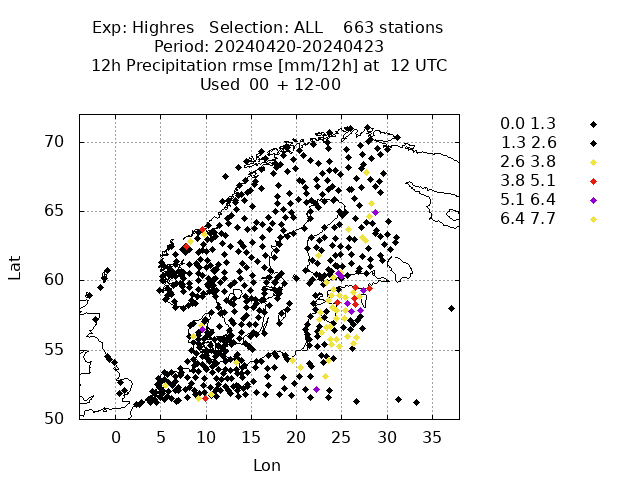 Exp: Highres   Selection: ALL    663 stations
Period: 20240420-20240423
12h Precipitation rmse [mm/12h] at  12 UTC
Used  00 + 12-00
0.0 1.3
1.3 2.6
2.6 3.8
3.8 5.1
5.1 6.4
6.4 7.7
70
65
60
55
50
Lat
0 5 10 15 20 25 30 35
Lon